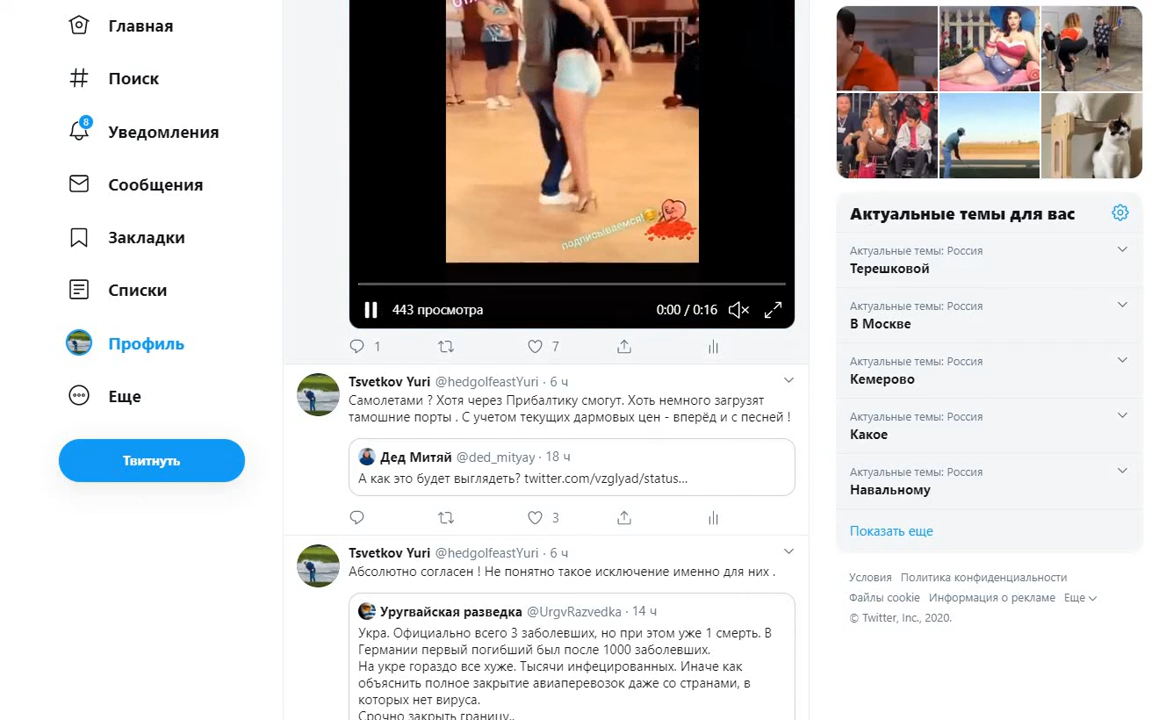 Главная
Поиск
8
Уведомления
Сообщения
Закладки
Списки
Профиль
Еще
Твитнуть
подписываемся!
443 просмотра
0:00 / 0:16
1
7
Tsvetkov Yuri @hedgolfeastYuri · 6 ч
Самолетами ? Хотя через Прибалтику смогут. Хоть немного загрузят
тамошние порты . С учетом текущих дармовых цен - вперёд и с песней !
Дед Митяй @ded_mityay · 18 ч
А как это будет выглядеть? twitter.com/vzglyad/status...
3
Tsvetkov Yuri @hedgolfeastYuri · 6 ч
Абсолютно согласен ! Не понятно такое исключение именно для них .
Уругвайская разведка @UrgvRazvedka · 14 ч
Укра. Официально всего 3 заболевших, но при этом уже 1 смерть. В
Германии первый погибший был после 1000 заболевших.
На укре гораздо все хуже. Тысячи инфецированных. Иначе как
объяснить полное закрытие авиаперевозок даже со странами, в
которых нет вируса.
Срочно закрыть границу..
Актуальные темы для вас
Актуальные темы: Россия
Терешковой
Актуальные темы: Россия
В Москве
Актуальные темы: Россия
Кемерово
Актуальные темы: Россия
Какое
Актуальные темы: Россия
Навальному
Показать еще
Условия Политика конфиденциальности
Файлы cookie Информация о рекламе Еще
© Twitter, Inc., 2020.